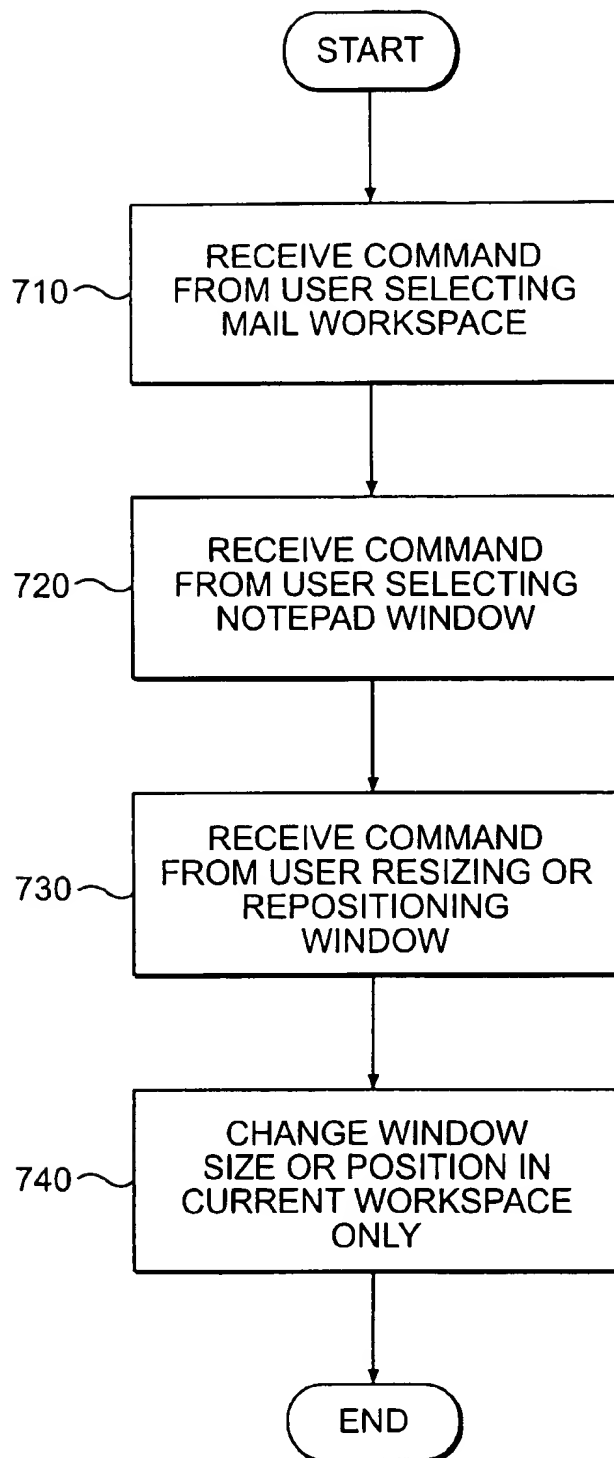 START
710
RECEIVE COMMAND
FROM USER SELECTING
MAIL WORKSPACE
720
RECEIVE COMMAND
FROM USER SELECTING
NOTEPAD WINDOW
730
RECEIVE COMMAND
FROM USER RESIZING OR
REPOSITIONING
WINDOW
740
CHANGE WINDOW
SIZE OR POSITION IN
CURRENT WORKSPACE
ONLY
END